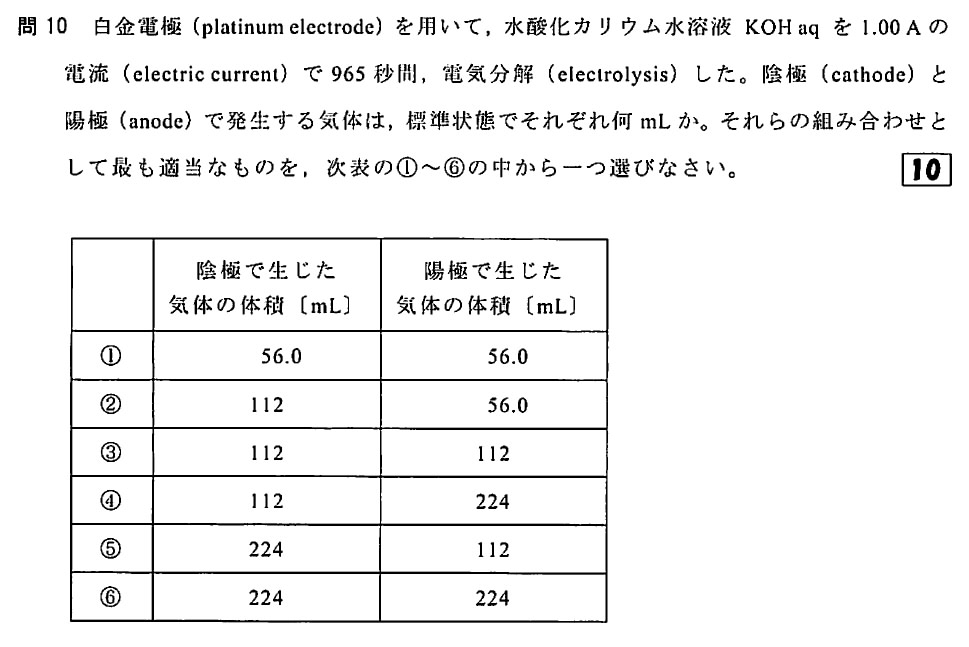 問10 白金電極（platinum electrode）を用いて，水酸化カリウム水溶液 KOH aq を 1.00 A の
電流（electric current）で 965 秒間，電気分解（electrolysis）した。陰極（cathode）と
陽極（anode）で発生する気体は，標準状態でそれぞれ何 mL か。それらの組み合わせと
して最も適当なものを，次表の①～⑥の中から一つ選びなさい。 10
陰極で生じた 陽極で生じた
気体の体積〔mL〕 気体の体積〔mL〕
① 56.0 56.0
② 112 56.0
③ 112 112
④ 112 224
⑤ 224 112
⑥ 224 224